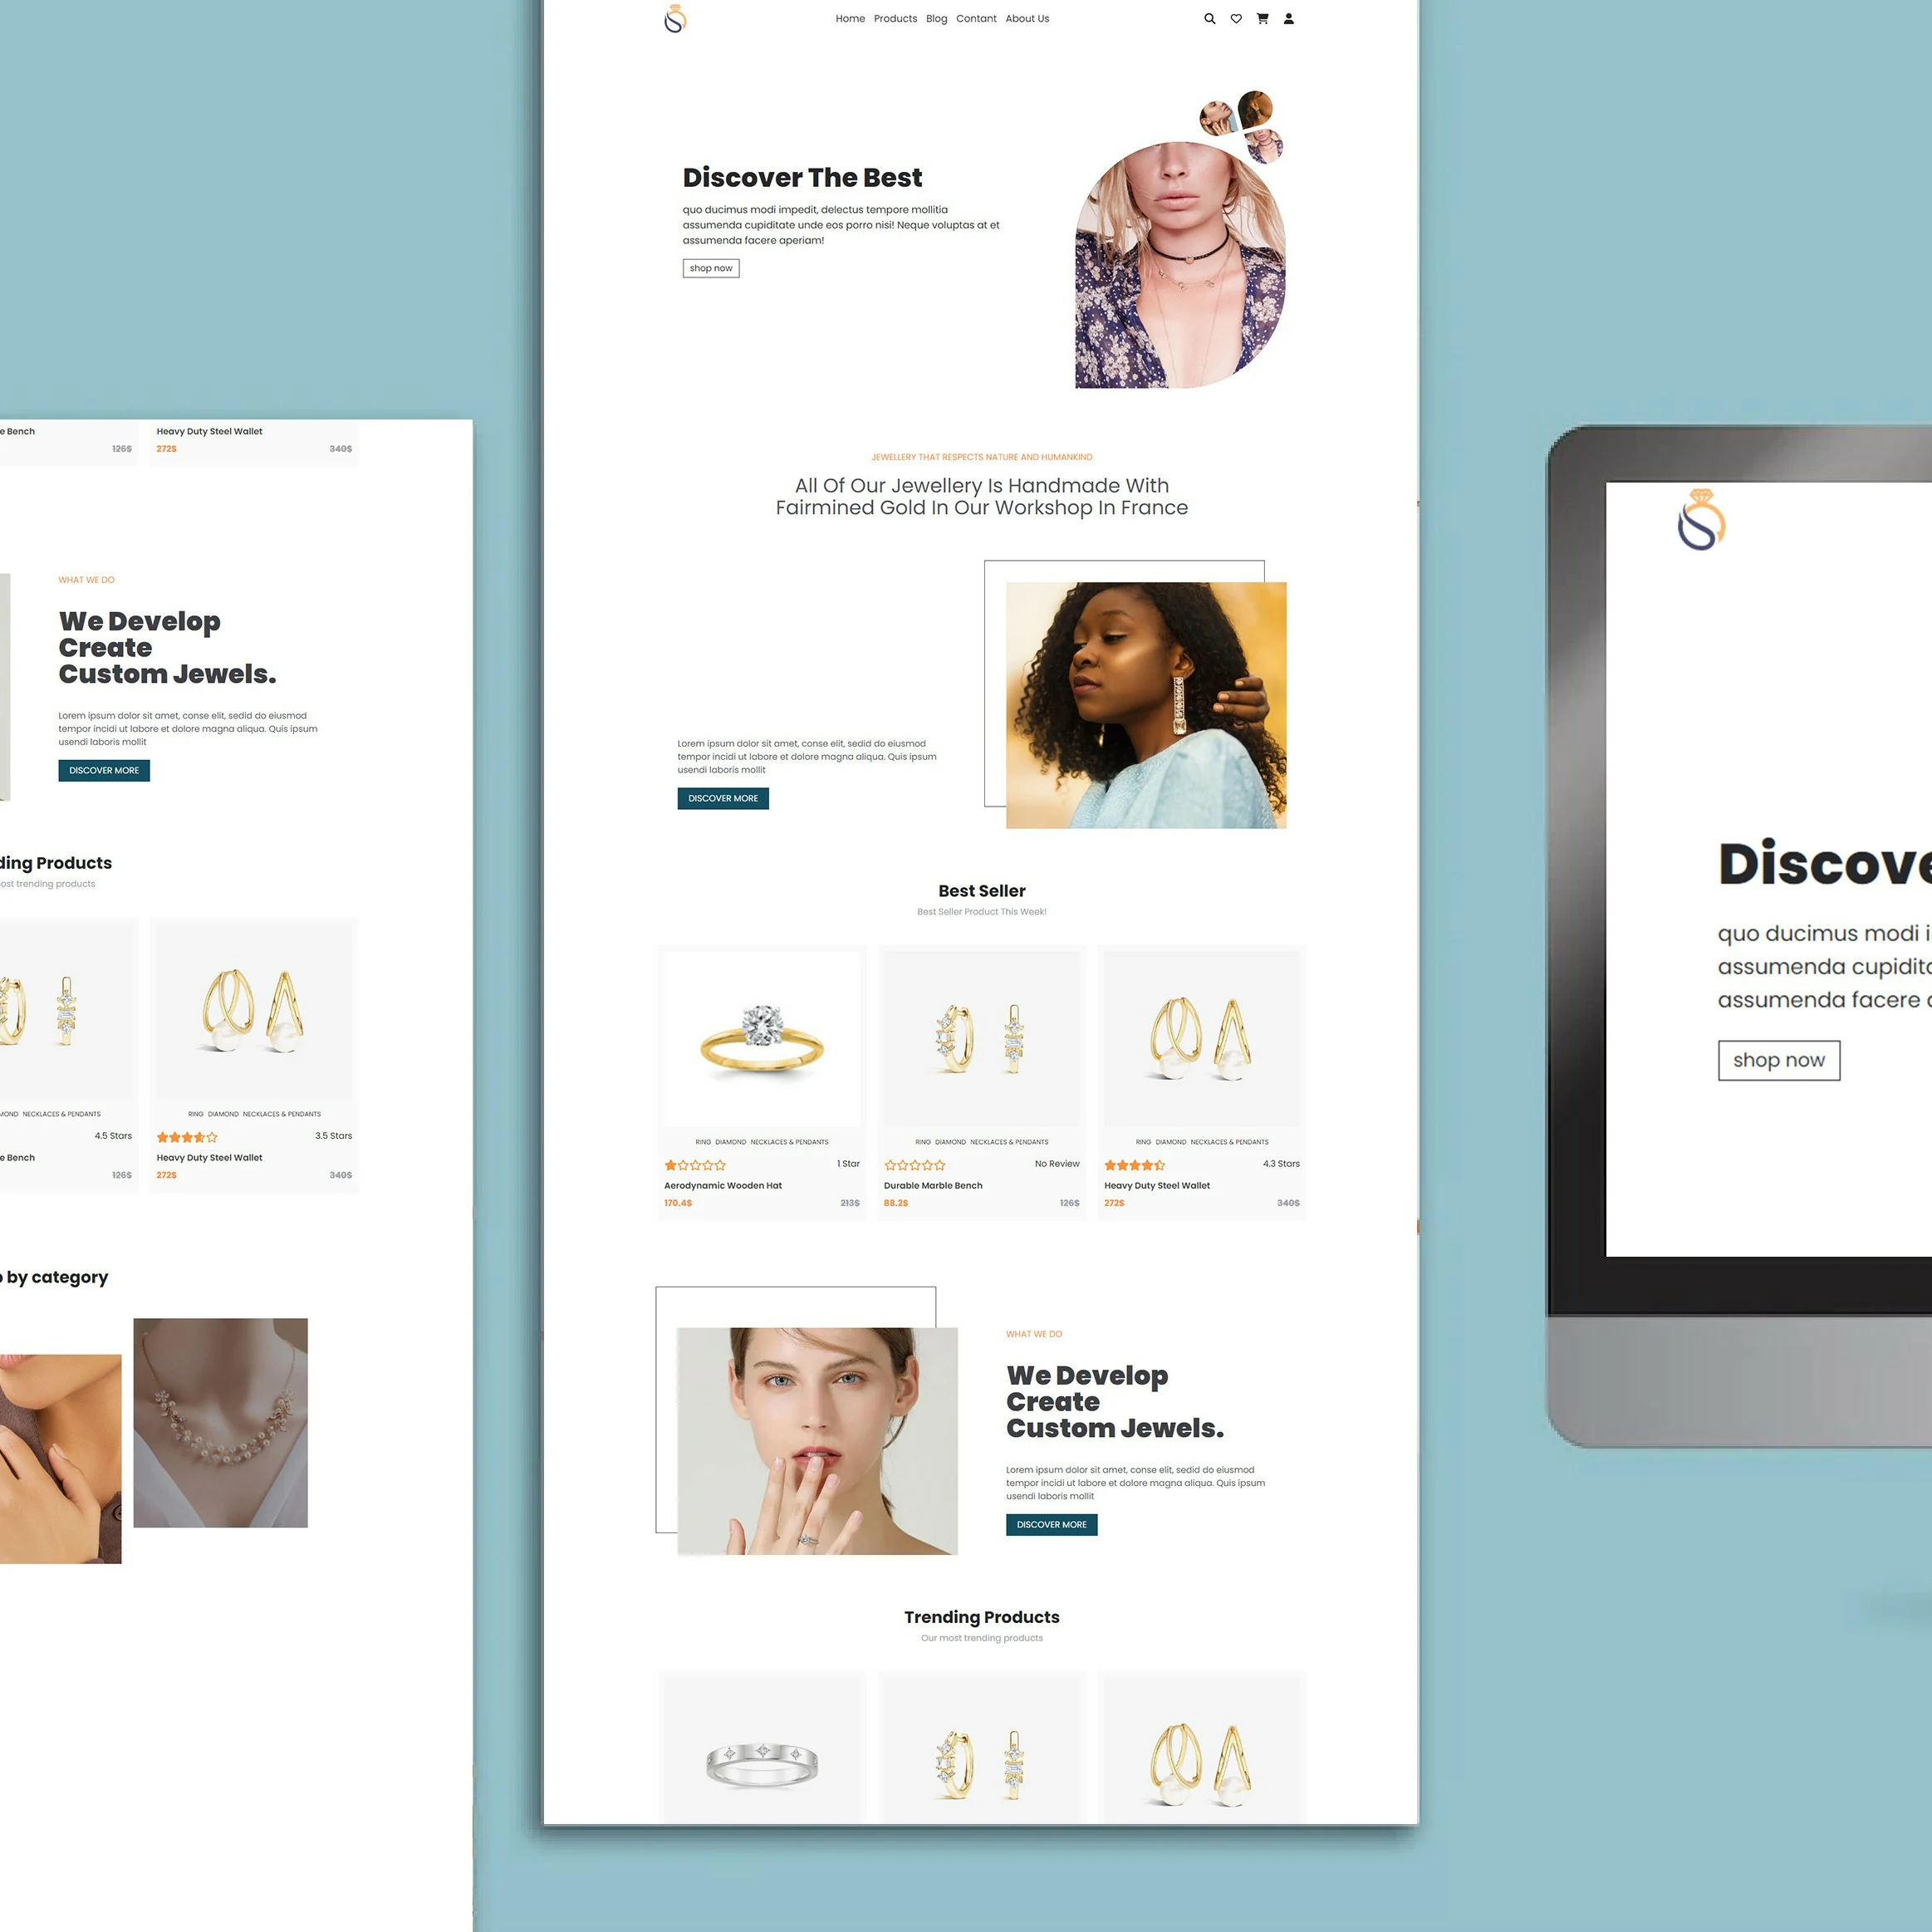 e Bench
Heavy Duty Steel Wallet
126$
272$
340$
WHAT WE DO
We Develop
Create
Custom Jewels.
Lorem ipsum dolor sit amet, conse elit, sedid do eiusmod
tempor incidi ut labore et dolore magna aliqua. Quis ipsum
usendi laboris mollit
DISCOVER MORE
ding Products
ost trending products
MOND NECKLACES & PENDANTS
RING DIAMOND NECKLACES & PENDANTS
4.5 Stars
3.5 Stars
e Bench
Heavy Duty Steel Wallet
126$
272$
340$
by category
Home Products Blog Contant About Us
Discover The Best
quo ducimus modi impedit, delectus tempore mollitia
assumenda cupiditate unde eos porro nisi! Neque voluptas at et
assumenda facere aperiam!
shop now
JEWELLERY THAT RESPECTS NATURE AND HUMANKIND
All Of Our Jewellery Is Handmade With
Fairmined Gold In Our Workshop In France
Lorem ipsum dolor sit amet, conse elit, sedid do eiusmod
tempor incidi ut labore et dolore magna aliqua. Quis ipsum
usendi laboris mollit
DISCOVER MORE
Best Seller
Best Seller Product This Week!
RING DIAMOND NECKLACES & PENDANTS
RING DIAMOND NECKLACES & PENDANTS
RING DIAMOND NECKLACES & PENDANTS
1 Star
No Review
4.3 Stars
Aerodynamic Wooden Hat
Durable Marble Bench
Heavy Duty Steel Wallet
170.4$
213$
88.2$
126$
272$
340$
WHAT WE DO
We Develop
Create
Custom Jewels.
Lorem ipsum dolor sit amet, conse elit, sedid do eiusmod
tempor incidi ut labore et dolore magna aliqua. Quis ipsum
usendi laboris mollit
DISCOVER MORE
Trending Products
Our most trending products
Discove
quo ducimus modi i
assumenda cupidita
assumenda facere
shop now